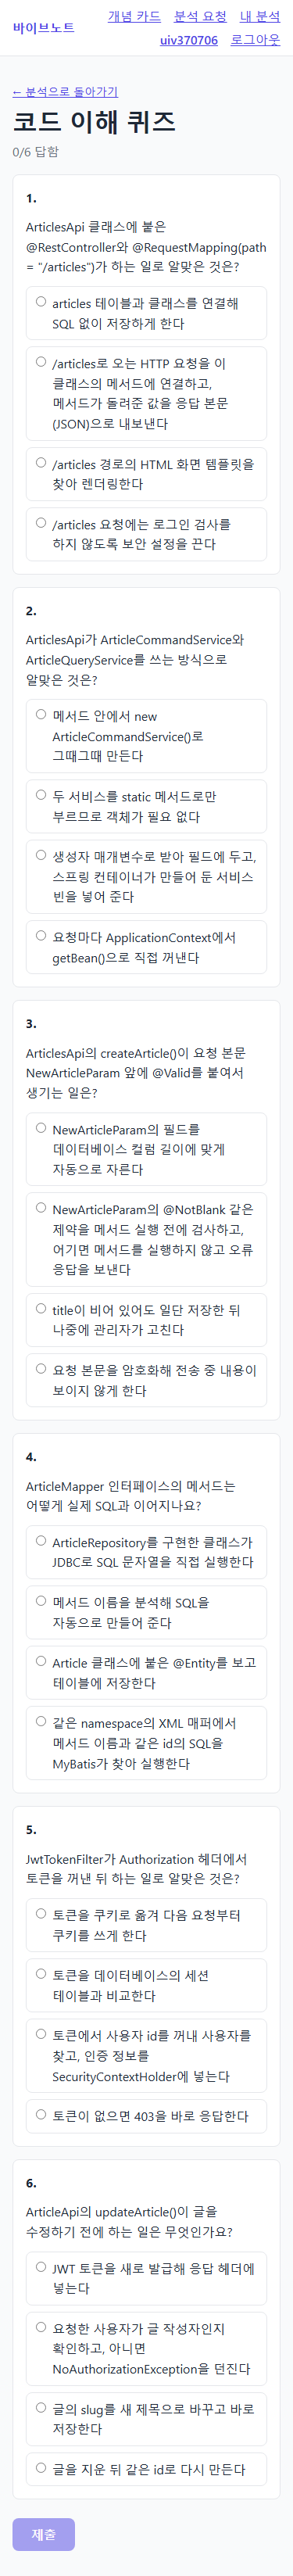 바이브노트
개념 카드 분석 요청 내 분석
uiv370706 로그아웃
← 분석으로 돌아가기
코드 이해 퀴즈
0/6 답함
1.
ArticlesApi 클래스에 붙은
@RestController와 @RequestMapping(path
= "/articles")가 하는 일로 알맞은 것은?
articles 테이블과 클래스를 연결해
SQL 없이 저장하게 한다
/articles로 오는 HTTP 요청을 이
클래스의 메서드에 연결하고,
메서드가 돌려준 값을 응답 본문
(JSON)으로 내보낸다
/articles 경로의 HTML 화면 템플릿을
찾아 렌더링한다
/articles 요청에는 로그인 검사를
하지 않도록 보안 설정을 끈다
2.
ArticlesApi가 ArticleCommandService와
ArticleQueryService를 쓰는 방식으로
알맞은 것은?
메서드 안에서 new
ArticleCommandService()로
그때그때 만든다
두 서비스를 static 메서드로만
부르므로 객체가 필요 없다
생성자 매개변수로 받아 필드에 두고,
스프링 컨테이너가 만들어 둔 서비스
빈을 넣어 준다
요청마다 ApplicationContext에서
getBean()으로 직접 꺼낸다
3.
ArticlesApi의 createArticle()이 요청 본문
NewArticleParam 앞에 @Valid를 붙여서
생기는 일은?
NewArticleParam의 필드를
데이터베이스 컬럼 길이에 맞게
자동으로 자른다
NewArticleParam의 @NotBlank 같은
제약을 메서드 실행 전에 검사하고,
어기면 메서드를 실행하지 않고 오류
응답을 보낸다
title이 비어 있어도 일단 저장한 뒤
나중에 관리자가 고친다
요청 본문을 암호화해 전송 중 내용이
보이지 않게 한다
4.
ArticleMapper 인터페이스의 메서드는
어떻게 실제 SQL과 이어지나요?
ArticleRepository를 구현한 클래스가
JDBC로 SQL 문자열을 직접 실행한다
메서드 이름을 분석해 SQL을
자동으로 만들어 준다
Article 클래스에 붙은 @Entity를 보고
테이블에 저장한다
같은 namespace의 XML 매퍼에서
메서드 이름과 같은 id의 SQL을
MyBatis가 찾아 실행한다
5.
JwtTokenFilter가 Authorization 헤더에서
토큰을 꺼낸 뒤 하는 일로 알맞은 것은?
토큰을 쿠키로 옮겨 다음 요청부터
쿠키를 쓰게 한다
토큰을 데이터베이스의 세션
테이블과 비교한다
토큰에서 사용자 id를 꺼내 사용자를
찾고, 인증 정보를
SecurityContextHolder에 넣는다
토큰이 없으면 403을 바로 응답한다
6.
ArticleApi의 updateArticle()이 글을
수정하기 전에 하는 일은 무엇인가요?
JWT 토큰을 새로 발급해 응답 헤더에
넣는다
요청한 사용자가 글 작성자인지
확인하고, 아니면
NoAuthorizationException을 던진다
글의 slug를 새 제목으로 바꾸고 바로
저장한다
글을 지운 뒤 같은 id로 다시 만든다
제출